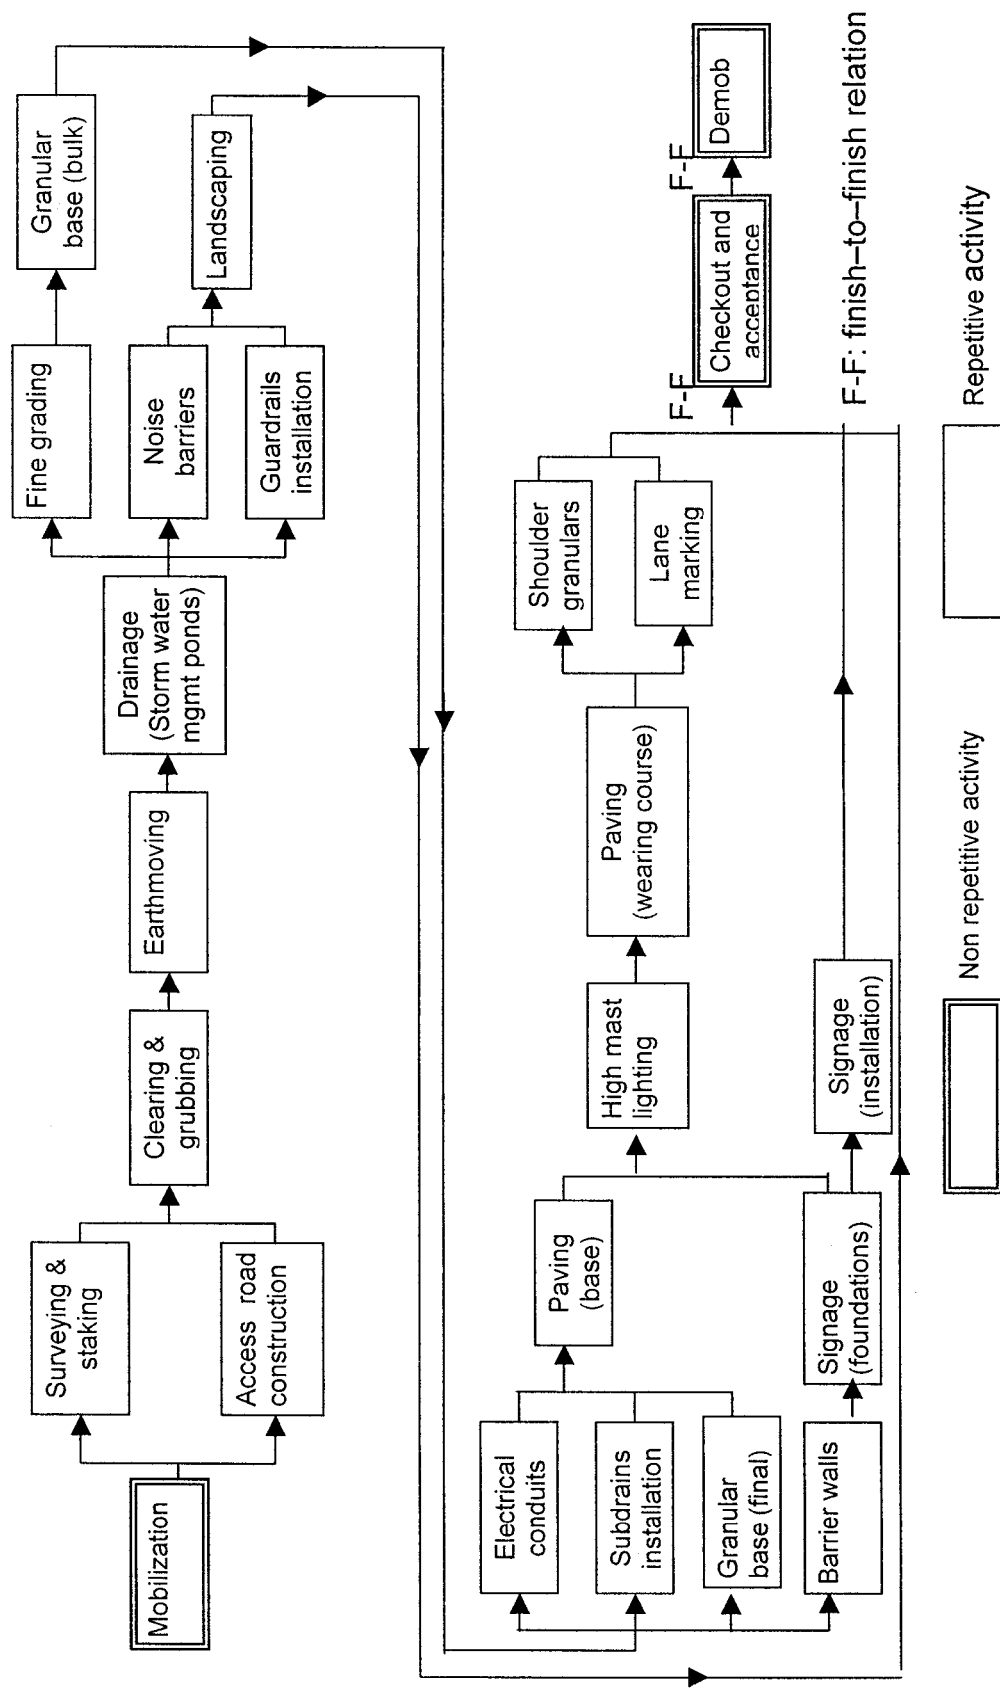 Mobilization
Surveying &
staking
Access road
construction
Clearing &
grubbing
Earthmoving
Drainage
(Storm water
mgmt ponds)
Fine grading
Noise
barriers
Guardrails
installation
Granular
base (bulk)
Landscaping
Electrical
conduits
Subdrains
installation
Granular
base (final)
Barrier walls
Paving
(base)
Signage
(foundations)
High mast
lighting
Signage
(installation)
Paving
(wearing course)
Shoulder
granulars
Lane
marking
F-F
Checkout and
acceptance
F-F
Demob
F-F: finish–to–finish relation
Non repetitive activity
Repetitive activity